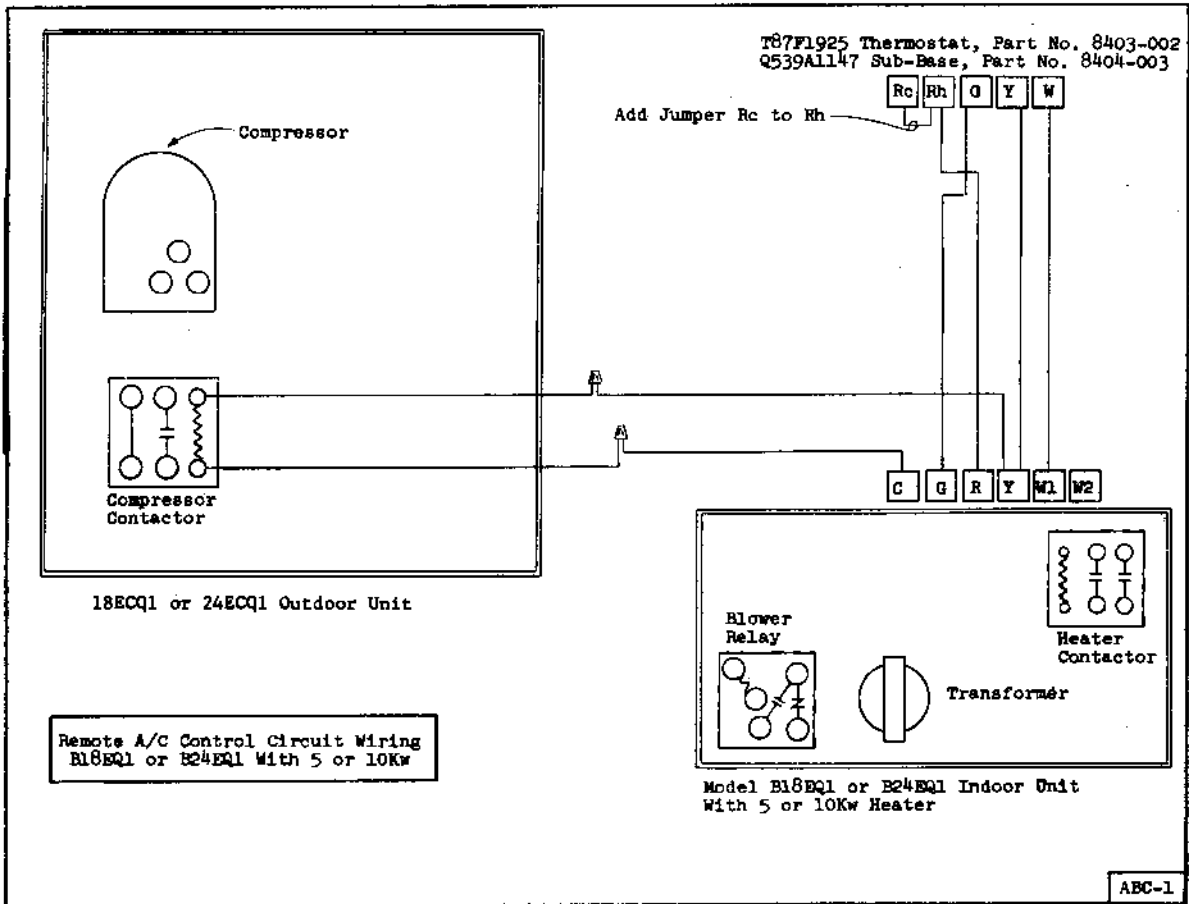 T87F1925 Thermostat, Part No. 8403-002
Q539A1147 Sub-Base, Part No. 8404-003
Rc Rh G Y W
Add Jumper Rc to Rh
Compressor
Compressor
Contactor
C G R Y W1 W2
18ECQ1 or 24ECQ1 Outdoor Unit
Blower
Relay
Heater
Contactor
Transformer
Remote A/C Control Circuit Wiring
B18EQ1 or B24EQ1 With 5 or 10Kw
Model B18EQ1 or B24EQ1 Indoor Unit
With 5 or 10Kw Heater
ABC-1